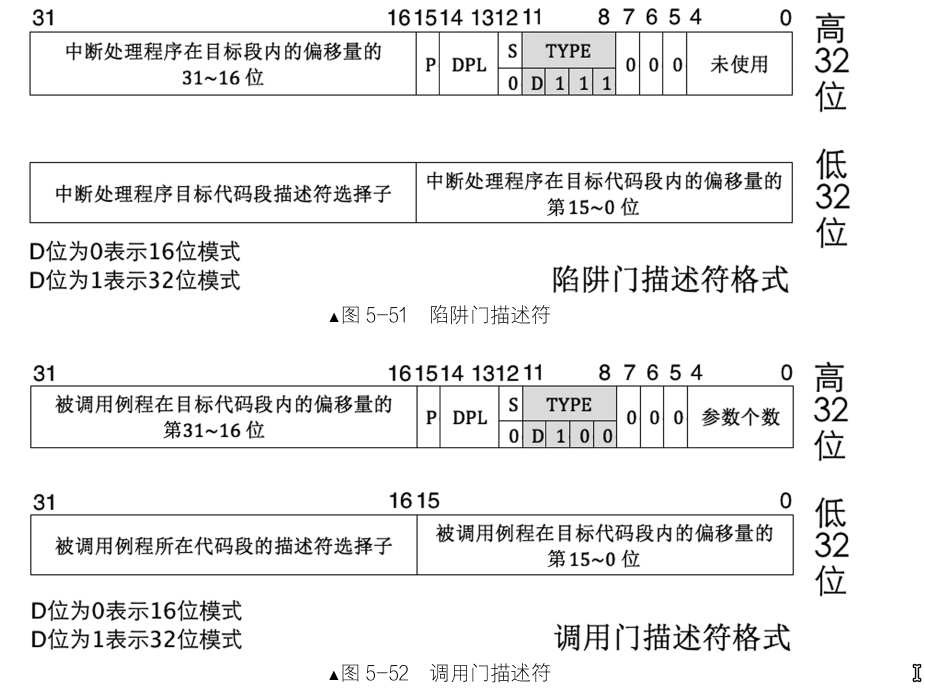 31 16 15 14 13 12 11 8 7 6 5 4 0
中断处理程序在目标段内的偏移量的
31~16 位
P DPL S TYPE 0 0 0 未使用
0 D 1 1 1
高32位
中断处理程序目标代码段描述符选择子
中断处理程序在目标代码段内的偏移量的
第 15~0 位
低32位
D位为0表示16位模式
D位为1表示32位模式
陷阱门描述符格式
▲图 5-51 陷阱门描述符
31 16 15 14 13 12 11 8 7 6 5 4 0
被调用例程在目标代码段内的偏移量的
第31~16 位
P DPL S TYPE 0 0 0 参数个数
0 D 1 0 0
高32位
31 16 15 0
被调用例程所在代码段的描述符选择子
被调用例程在目标代码段内的偏移量的
第 15~0 位
低32位
D位为0表示16位模式
D位为1表示32位模式
调用门描述符格式
▲图 5-52 调用门描述符